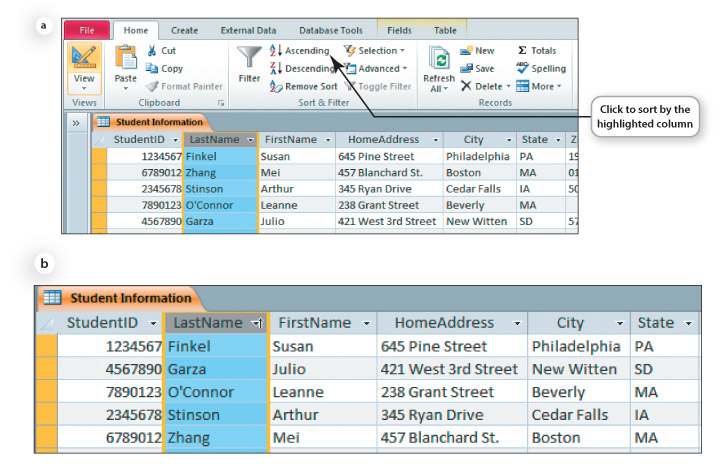 a
File Home Create External Data Database Tools Fields Table
Cut Ascending Selection New Σ Totals
Copy Descending Advanced Save Spelling
View Paste Format Painter Filter Remove Sort Toggle Filter Refresh All Delete More
Views Clipboard Sort & Filter Records
Click to sort by the
highlighted column
» Student Information
StudentID LastName FirstName HomeAddress City State Z
1234567 Finkel Susan 645 Pine Street Philadelphia PA 19
6789012 Zhang Mei 457 Blanchard St. Boston MA 01
2345678 Stinson Arthur 345 Ryan Drive Cedar Falls IA 50
7890123 O'Connor Leanne 238 Grant Street Beverly MA
4567890 Garza Julio 421 West 3rd Street New Witten SD 57
b
Student Information
StudentID LastName FirstName HomeAddress City State
1234567 Finkel Susan 645 Pine Street Philadelphia PA
4567890 Garza Julio 421 West 3rd Street New Witten SD
7890123 O'Connor Leanne 238 Grant Street Beverly MA
2345678 Stinson Arthur 345 Ryan Drive Cedar Falls IA
6789012 Zhang Mei 457 Blanchard St. Boston MA